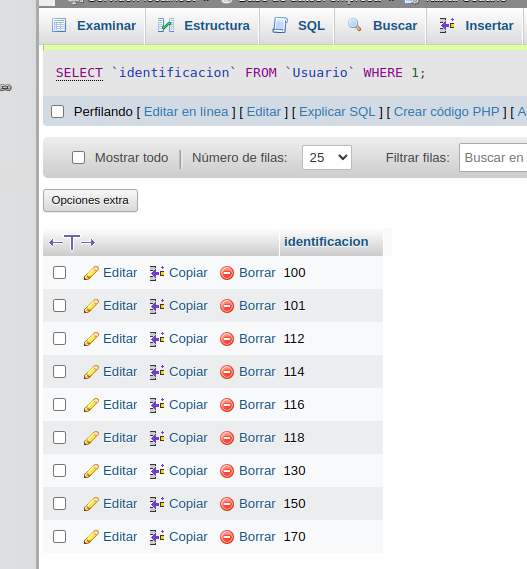 Examinar Estructura SQL Buscar Insertar
SELECT `identificacion` FROM `Usuario` WHERE 1;
Perfilando [ Editar en línea ] [ Editar ] [ Explicar SQL ] [ Crear código PHP ] [ A
Mostrar todo Número de filas: 25 Filtrar filas: Buscar en
Opciones extra
←T→ identificacion
Editar Copiar Borrar 100
Editar Copiar Borrar 101
Editar Copiar Borrar 112
Editar Copiar Borrar 114
Editar Copiar Borrar 116
Editar Copiar Borrar 118
Editar Copiar Borrar 130
Editar Copiar Borrar 150
Editar Copiar Borrar 170